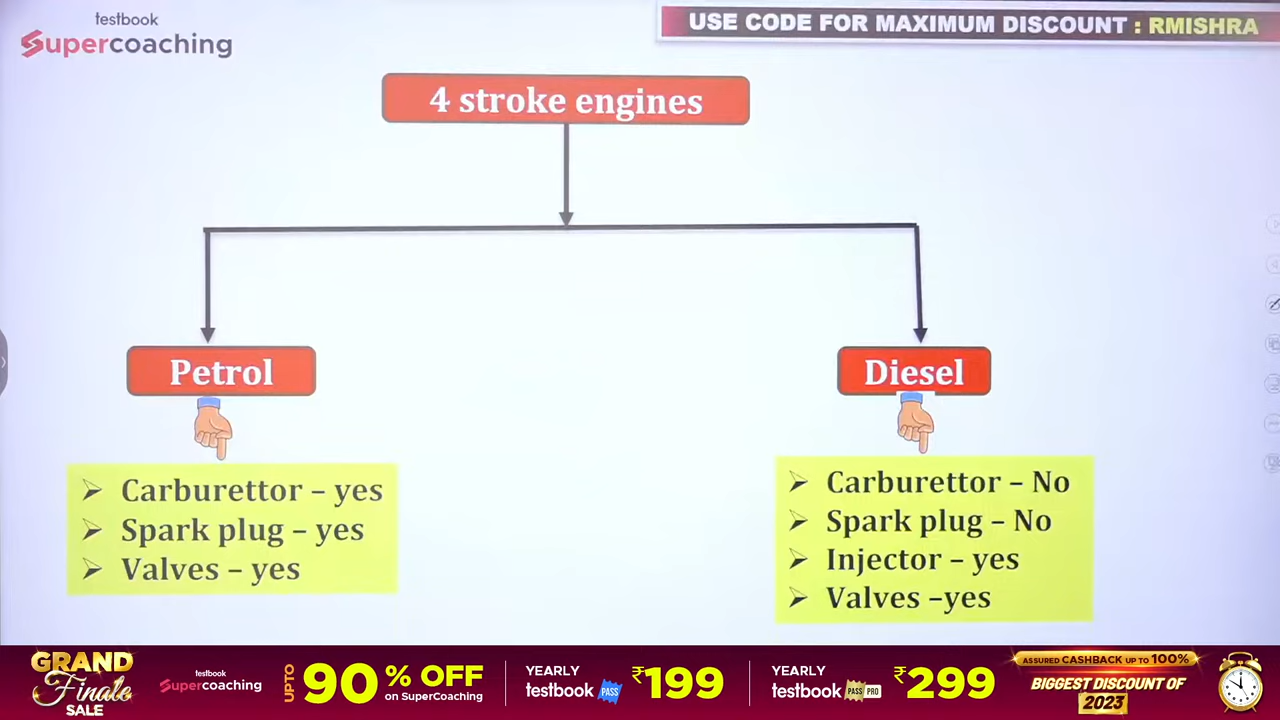 testbook
Supercoaching
USE CODE FOR MAXIMUM DISCOUNT : RMISHRA
4 stroke engines
Petrol
Diesel
➢ Carburettor – yes
➢ Spark plug – yes
➢ Valves – yes
➢ Carburettor – No
➢ Spark plug – No
➢ Injector – yes
➢ Valves –yes
GRAND
Finale
SALE
testbook
Supercoaching
UPTO 90% OFF
on SuperCoaching
YEARLY
testbook PASS
₹199
YEARLY
testbook PASS PRO
₹299
ASSURED CASHBACK UP TO 100%
BIGGEST DISCOUNT OF
2023